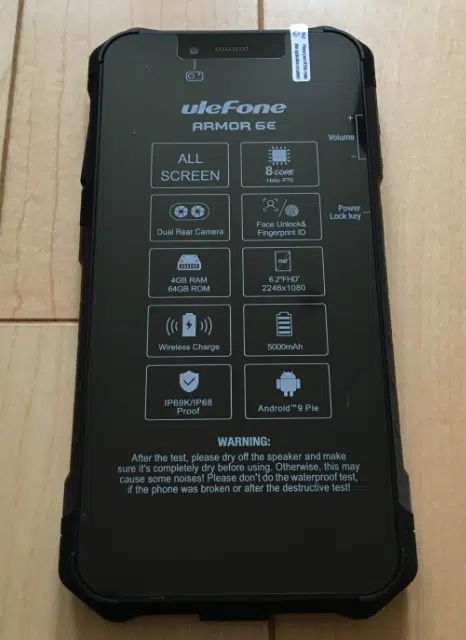 uleFone
ARMOR 6E
ALL
SCREEN
8 CORE
Helio P70
Volume
+
-
Dual Rear Camera
Face Unlock&
Fingerprint ID
Power
Lock key
4GB RAM
64GB ROM
FHD+
6.2"FHD+
2246x1080
Wireless Charge
5000mAh
IP69K/IP68
Proof
Android™9 Pie
WARNING:
After the test, please dry off the speaker and make
sure it's completely dry before using. Otherwise, this may
cause some noises! Please don't do the waterproof test,
if the phone was broken or after the destructive test!